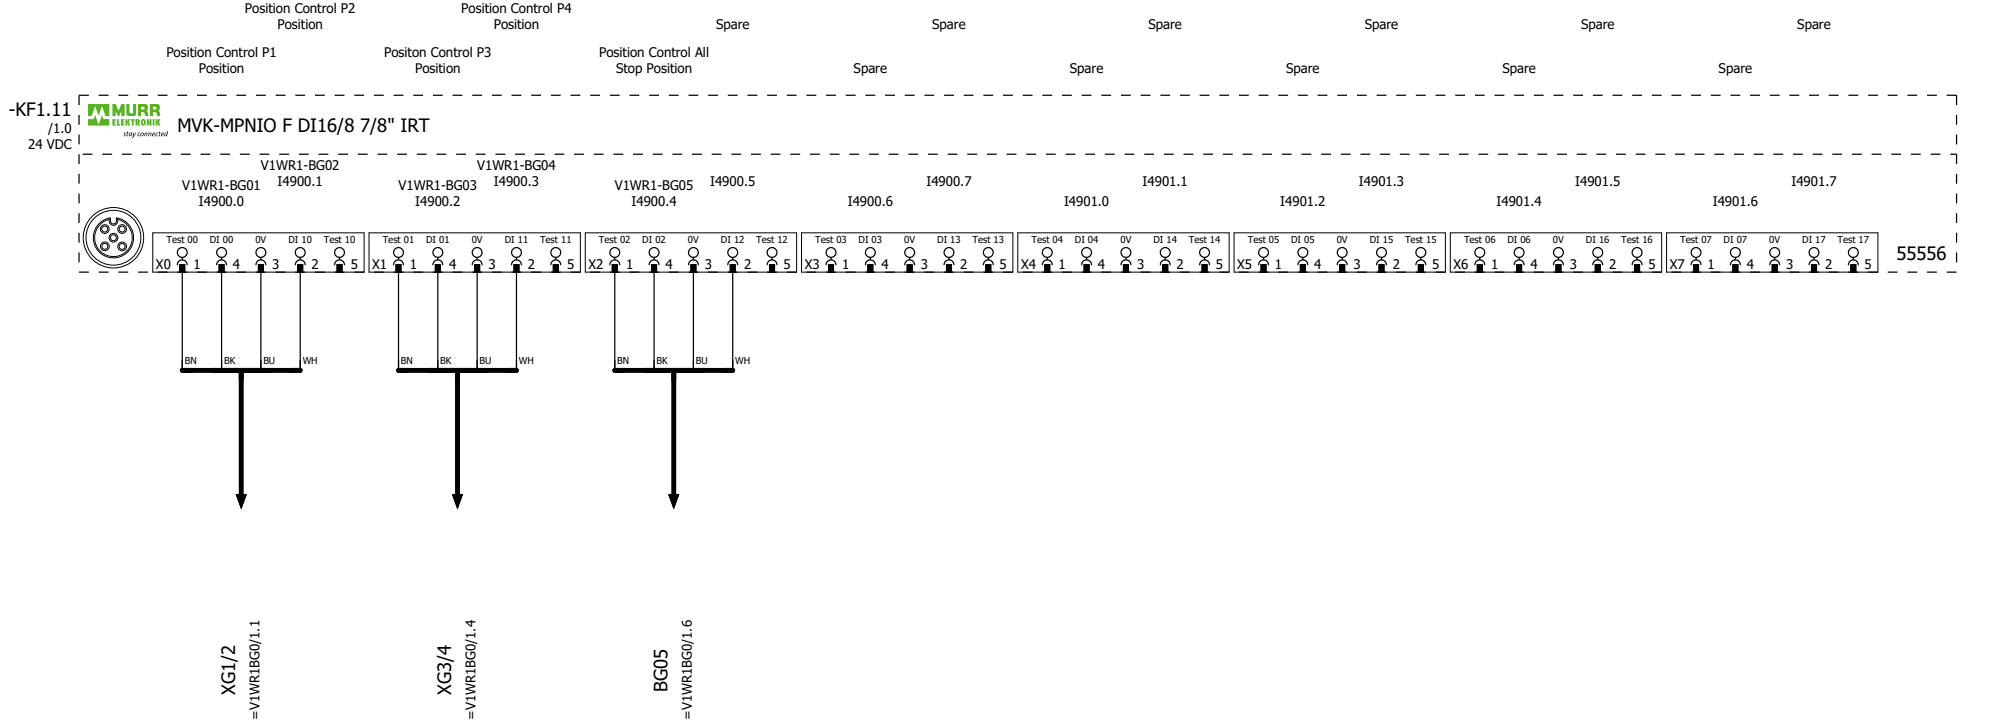 Position Control P2 Position Control P4
Position Position Spare Spare Spare Spare Spare Spare
Position Control P1 Positon Control P3 Position Control All
Position Position Stop Position Spare Spare Spare Spare Spare
-KF1.11
/1.0
24 VDC
MURR
ELEKTRONIK
stay connected
MVK-MPNIO F DI16/8 7/8" IRT
V1WR1-BG02 V1WR1-BG04
I4900.1 I4900.3 I4900.5 I4900.7 I4901.1 I4901.3 I4901.5 I4901.7
V1WR1-BG01 V1WR1-BG03 V1WR1-BG05
I4900.0 I4900.2 I4900.4 I4900.6 I4901.0 I4901.2 I4901.4 I4901.6
Test 00 DI 00 0V DI 10 Test 10 Test 01 DI 01 0V DI 11 Test 11 Test 02 DI 02 0V DI 12 Test 12 Test 03 DI 03 0V DI 13 Test 13 Test 04 DI 04 0V DI 14 Test 14 Test 05 DI 05 0V DI 15 Test 15 Test 06 DI 06 0V DI 16 Test 16 Test 07 DI 07 0V DI 17 Test 17
X0 1 4 3 2 5 X1 1 4 3 2 5 X2 1 4 3 2 5 X3 1 4 3 2 5 X4 1 4 3 2 5 X5 1 4 3 2 5 X6 1 4 3 2 5 X7 1 4 3 2 5
55556
BN BK BU WH BN BK BU WH BN BK BU WH
XG1/2
=V1WR1BG0/1.1
XG3/4
=V1WR1BG0/1.4
BG05
=V1WR1BG0/1.6